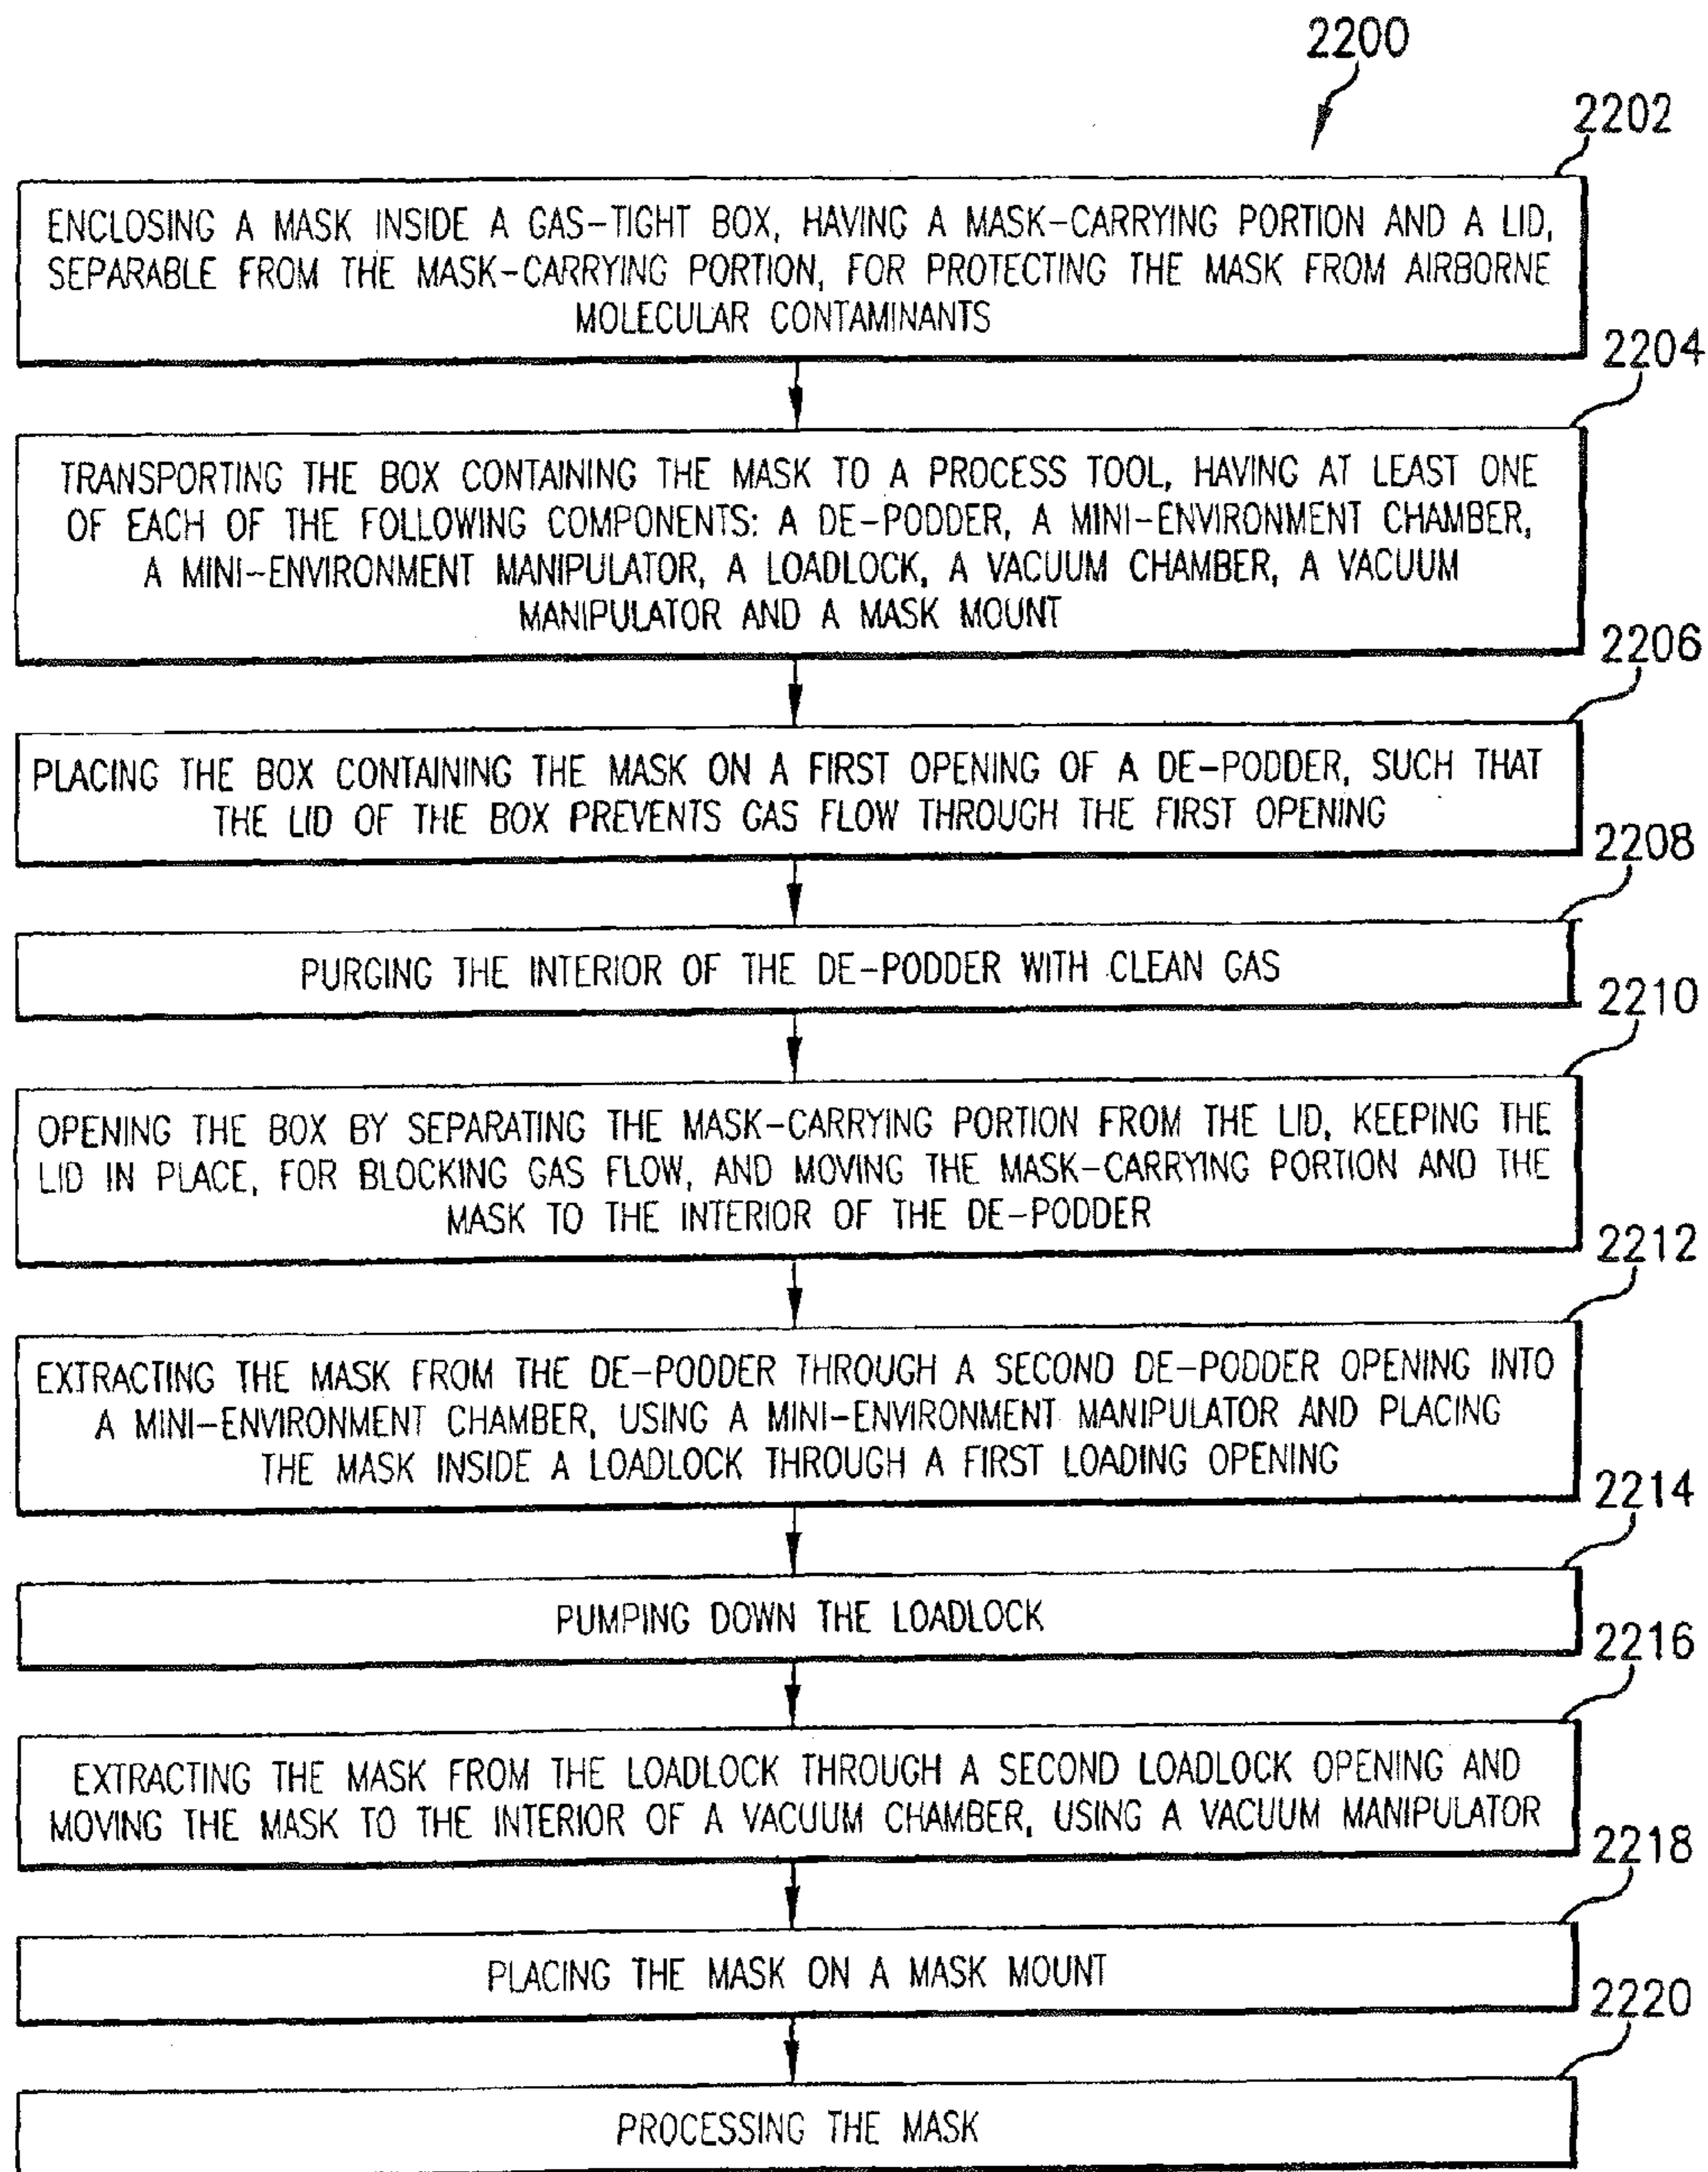 2200
2202
ENCLOSING A MASK INSIDE A GAS-TIGHT BOX, HAVING A MASK-CARRYING PORTION AND A LID,
SEPARABLE FROM THE MASK-CARRYING PORTION, FOR PROTECTING THE MASK FROM AIRBORNE
MOLECULAR CONTAMINANTS
2204
TRANSPORTING THE BOX CONTAINING THE MASK TO A PROCESS TOOL, HAVING AT LEAST ONE
OF EACH OF THE FOLLOWING COMPONENTS: A DE-PODDER, A MINI-ENVIRONMENT CHAMBER,
A MINI-ENVIRONMENT MANIPULATOR, A LOADLOCK, A VACUUM CHAMBER, A VACUUM
MANIPULATOR AND A MASK MOUNT
2206
PLACING THE BOX CONTAINING THE MASK ON A FIRST OPENING OF A DE-PODDER, SUCH THAT
THE LID OF THE BOX PREVENTS GAS FLOW THROUGH THE FIRST OPENING
2208
PURGING THE INTERIOR OF THE DE-PODDER WITH CLEAN GAS
2210
OPENING THE BOX BY SEPARATING THE MASK-CARRYING PORTION FROM THE LID, KEEPING THE
LID IN PLACE, FOR BLOCKING GAS FLOW, AND MOVING THE MASK-CARRYING PORTION AND THE
MASK TO THE INTERIOR OF THE DE-PODDER
2212
EXTRACTING THE MASK FROM THE DE-PODDER THROUGH A SECOND DE-PODDER OPENING INTO
A MINI-ENVIRONMENT CHAMBER, USING A MINI-ENVIRONMENT MANIPULATOR AND PLACING
THE MASK INSIDE A LOADLOCK THROUGH A FIRST LOADING OPENING
2214
PUMPING DOWN THE LOADLOCK
2216
EXTRACTING THE MASK FROM THE LOADLOCK THROUGH A SECOND LOADLOCK OPENING AND
MOVING THE MASK TO THE INTERIOR OF A VACUUM CHAMBER, USING A VACUUM MANIPULATOR
2218
PLACING THE MASK ON A MASK MOUNT
2220
PROCESSING THE MASK